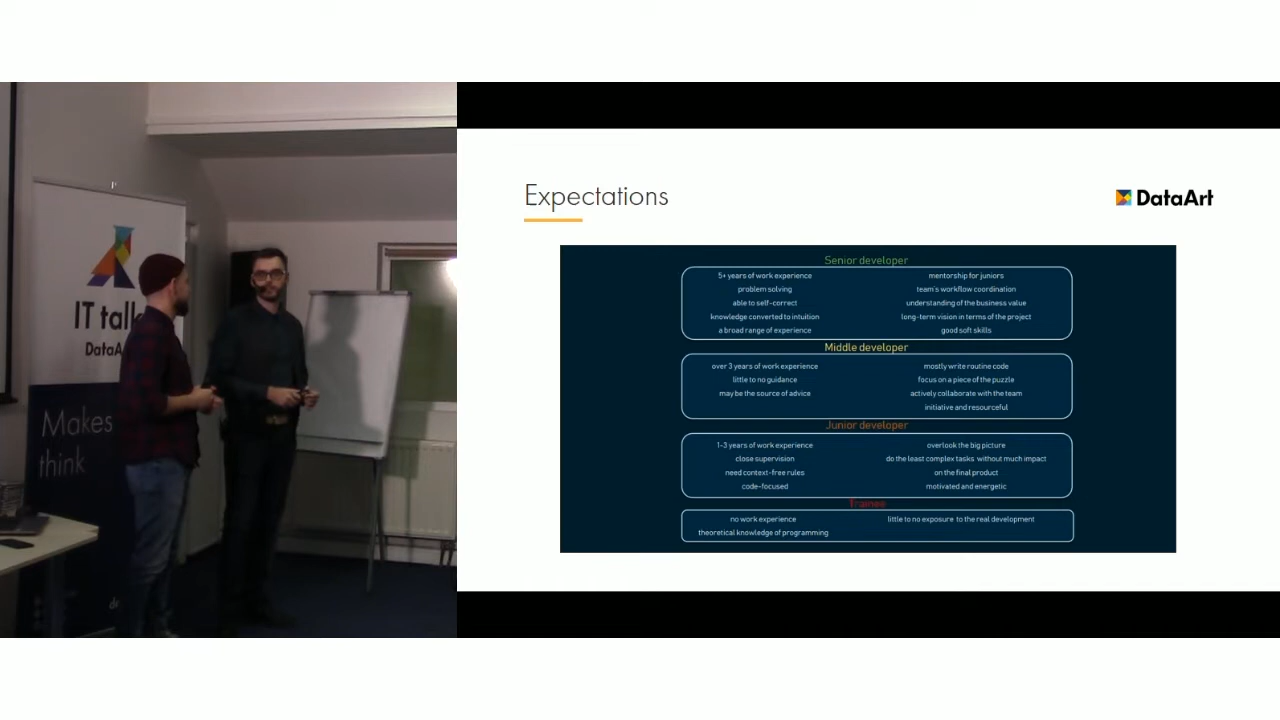 IT talk
DataA
Makes
think
dr
Expectations
DataArt
Senior developer
5+ years of work experience
problem solving
able to self-correct
knowledge converted to intuition
a broad range of experience
mentorship for juniors
team's workflow coordination
understanding of the business value
long-term vision in terms of the project
good soft skills
Middle developer
over 3 years of work experience
little to no guidance
may be the source of advice
mostly write routine code
focus on a piece of the puzzle
actively collaborate with the team
initiative and resourceful
Junior developer
1-3 years of work experience
close supervision
need context-free rules
code-focused
overlook the big picture
do the least complex tasks without much impact
on the final product
motivated and energetic
Trainee
no work experience
theoretical knowledge of programming
little to no exposure to the real development